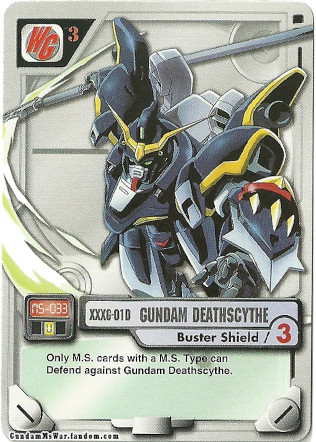 WG 3
MS-033
U
XXXG-01D GUNDAM DEATHSCYTHE
Buster Shield / 3
Only M.S. cards with a M.S. Type can
Defend against Gundam Deathscythe.
GundamMsWar.fandom.com